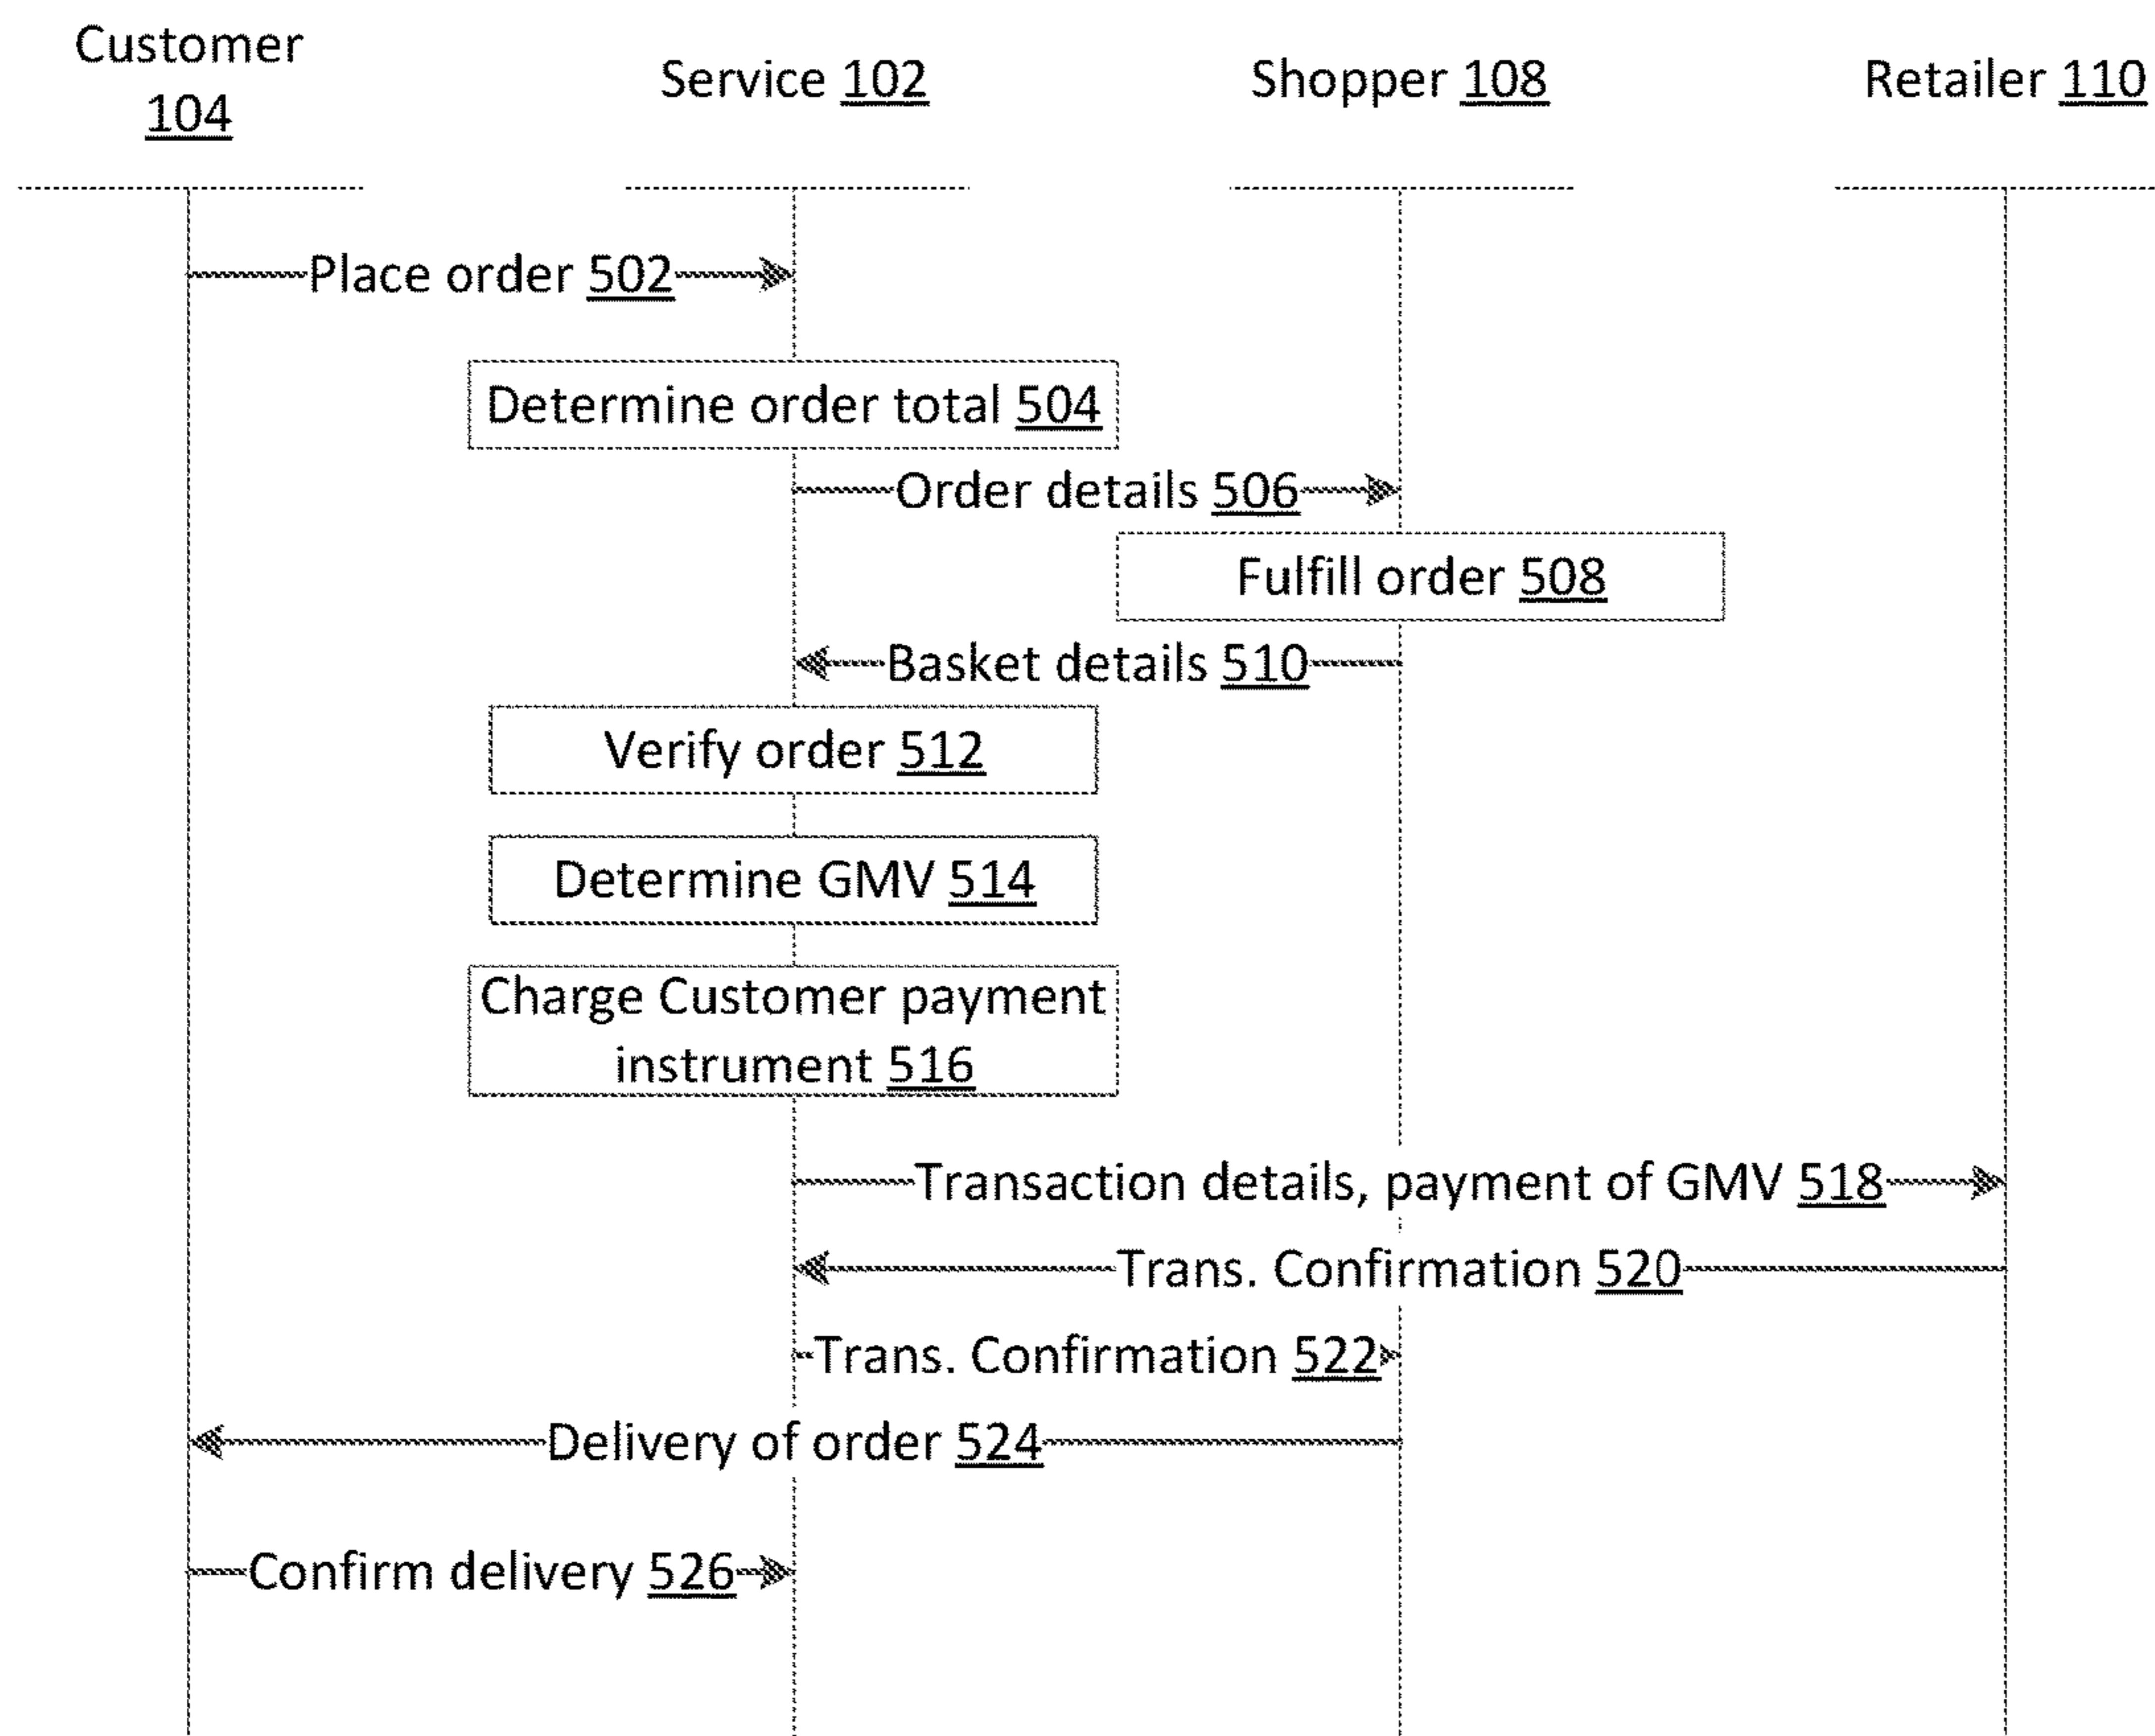 Customer
104
Service 102
Shopper 108
Retailer 110
Place order 502
Determine order total 504
Order details 506
Fulfill order 508
Basket details 510
Verify order 512
Determine GMV 514
Charge Customer payment
instrument 516
Transaction details, payment of GMV 518
Trans. Confirmation 520
Trans. Confirmation 522
Delivery of order 524
Confirm delivery 526